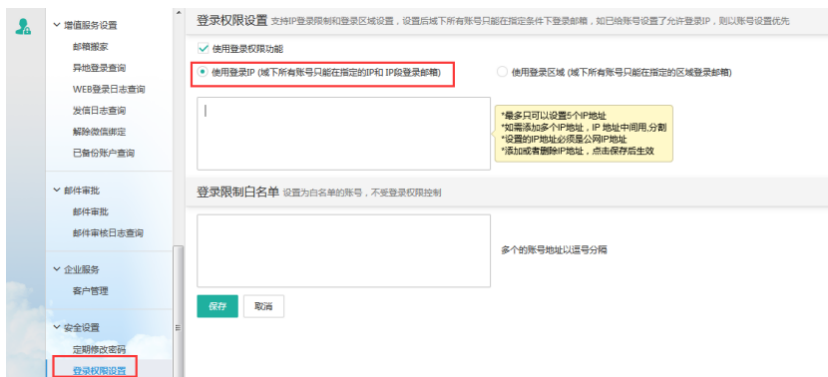 增值服务设置
邮箱搬家
异地登录查询
WEB登录日志查询
发信日志查询
解除微信绑定
已备份账户查询
邮件审批
邮件审批
邮件审核日志查询
企业服务
客户管理
安全设置
定期修改密码
登录权限设置
登录权限设置 支持IP登录限制和登录区域设置，设置后域下所有账号只能在指定条件下登录邮箱，如已给账号设置了允许登录IP，则以账号设置优先
使用登录权限功能
使用登录IP (域下所有账号只能在指定的IP和 IP段登录邮箱)
使用登录区域 (域下所有账号只能在指定的区域登录邮箱)
*最多只可以设置5个IP地址
*如需添加多个IP地址，IP 地址中间用,分割
*设置的IP地址必须是公网IP地址
*添加或者删除IP地址，点击保存后生效
登录限制白名单 设置为白名单的账号，不受登录权限控制
多个的账号地址以逗号分隔
保存
取消